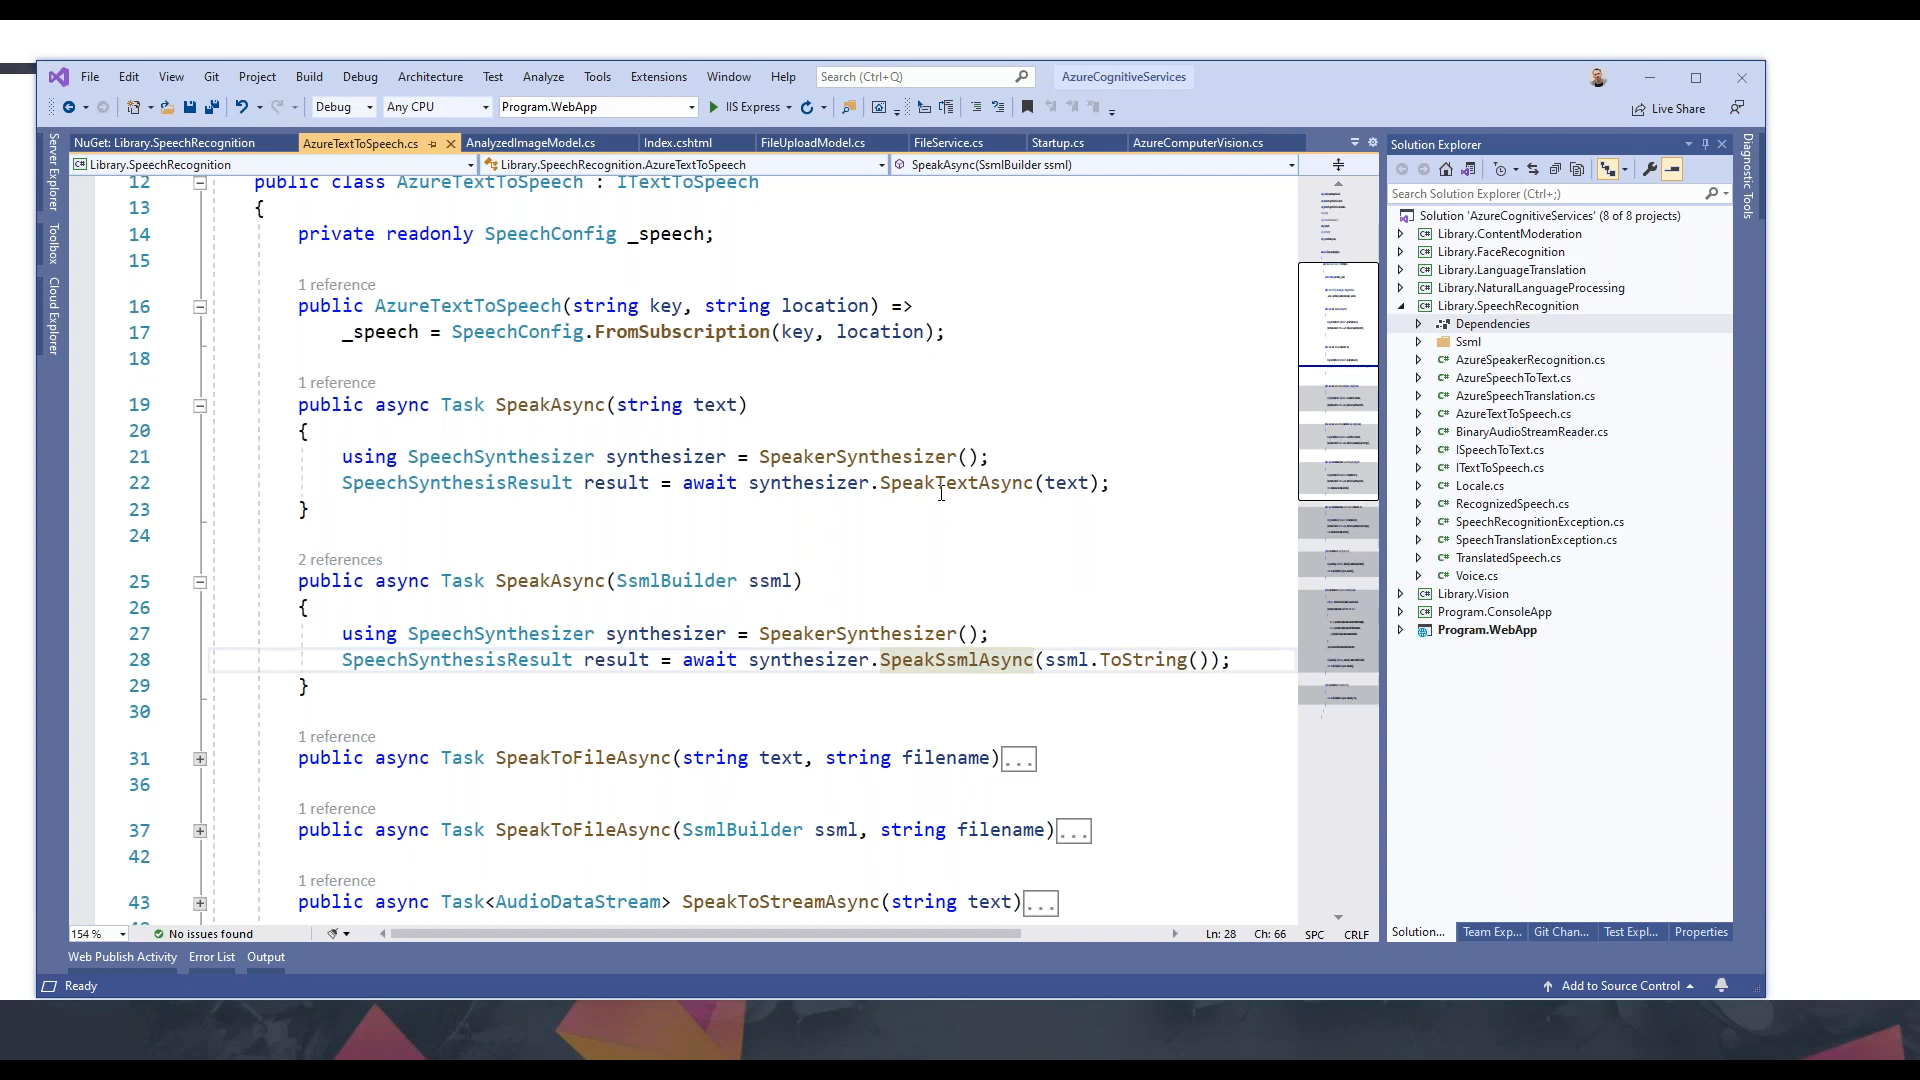 File Edit View Git Project Build Debug Architecture Test Analyze Tools Extensions Window Help Search (Ctrl+Q) AzureCognitiveServices
Debug Any CPU Program.WebApp IIS Express Live Share
Server Explorer
Toolbox
Cloud Explorer
NuGet: Library.SpeechRecognition AzureTextToSpeech.cs AnalyzedImageModel.cs Index.cshtml FileUploadModel.cs FileService.cs Startup.cs AzureComputerVision.cs
Library.SpeechRecognition Library.SpeechRecognition.AzureTextToSpeech SpeakAsync(SsmlBuilder ssml)
12 public class AzureTextToSpeech : ITextToSpeech
13 {
14 private readonly SpeechConfig _speech;
15
1 reference
16 public AzureTextToSpeech(string key, string location) =>
17 _speech = SpeechConfig.FromSubscription(key, location);
18
1 reference
19 public async Task SpeakAsync(string text)
20 {
21 using SpeechSynthesizer synthesizer = SpeakerSynthesizer();
22 SpeechSynthesisResult result = await synthesizer.SpeakTextAsync(text);
23 }
24
2 references
25 public async Task SpeakAsync(SsmlBuilder ssml)
26 {
27 using SpeechSynthesizer synthesizer = SpeakerSynthesizer();
28 SpeechSynthesisResult result = await synthesizer.SpeakSsmlAsync(ssml.ToString());
29 }
30
1 reference
31 public async Task SpeakToFileAsync(string text, string filename)...
36
1 reference
37 public async Task SpeakToFileAsync(SsmlBuilder ssml, string filename)...
42
1 reference
43 public async Task<AudioDataStream> SpeakToStreamAsync(string text)...
154 % No issues found Ln: 28 Ch: 66 SPC CRLF
Solution Explorer
Search Solution Explorer (Ctrl+;)
Solution 'AzureCognitiveServices' (8 of 8 projects)
Library.ContentModeration
Library.FaceRecognition
Library.LanguageTranslation
Library.NaturalLanguageProcessing
Library.SpeechRecognition
Dependencies
Ssml
C# AzureSpeakerRecognition.cs
C# AzureSpeechToText.cs
C# AzureSpeechTranslation.cs
C# AzureTextToSpeech.cs
C# BinaryAudioStreamReader.cs
C# ISpeechToText.cs
C# ITextToSpeech.cs
C# Locale.cs
C# RecognizedSpeech.cs
C# SpeechRecognitionException.cs
C# SpeechTranslationException.cs
C# TranslatedSpeech.cs
C# Voice.cs
Library.Vision
Program.ConsoleApp
Program.WebApp
Solution... Team Exp... Git Chan... Test Expl... Properties
Diagnostic Tools
Web Publish Activity Error List Output
Ready Add to Source Control